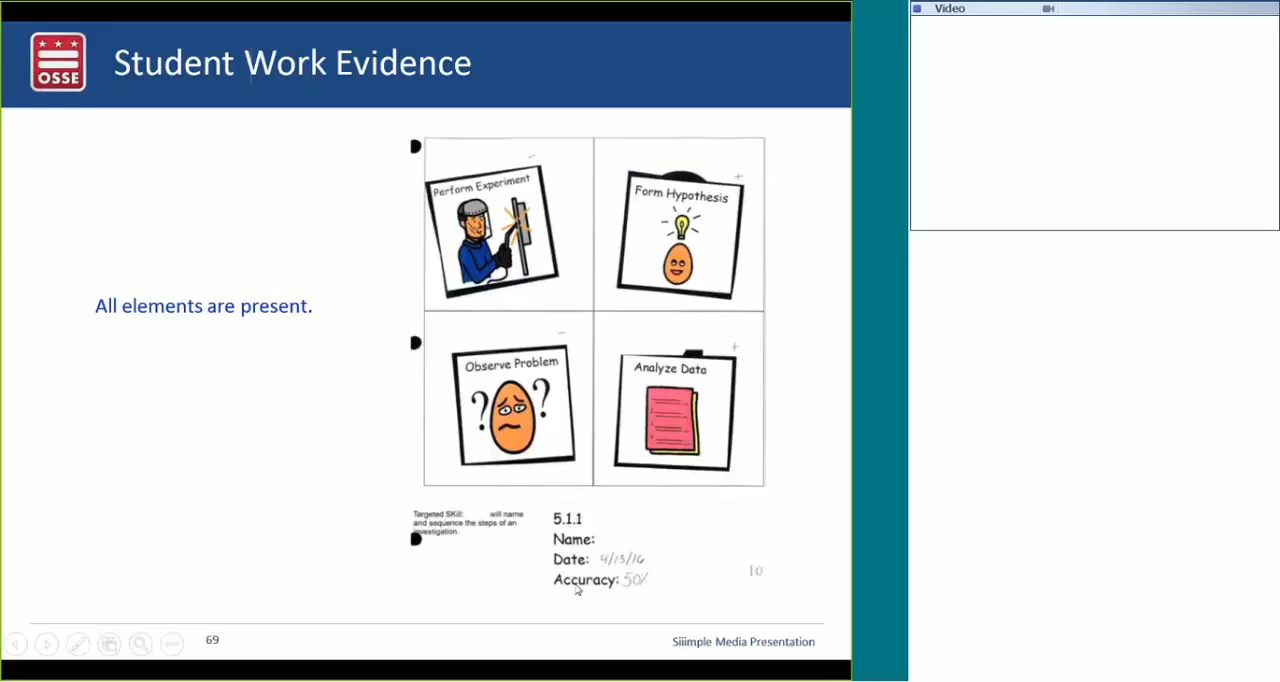 OSSE
Student Work Evidence
All elements are present.
Perform Experiment
−
Form Hypothesis
+
Observe Problem
−
? ?
Analyze Data
+
Targeted SKill: will name
and sequence the steps of an
investigation.
5.1.1
Name:
Date: 4/13/16
Accuracy: 50%
10
69
Siiimple Media Presentation
Video